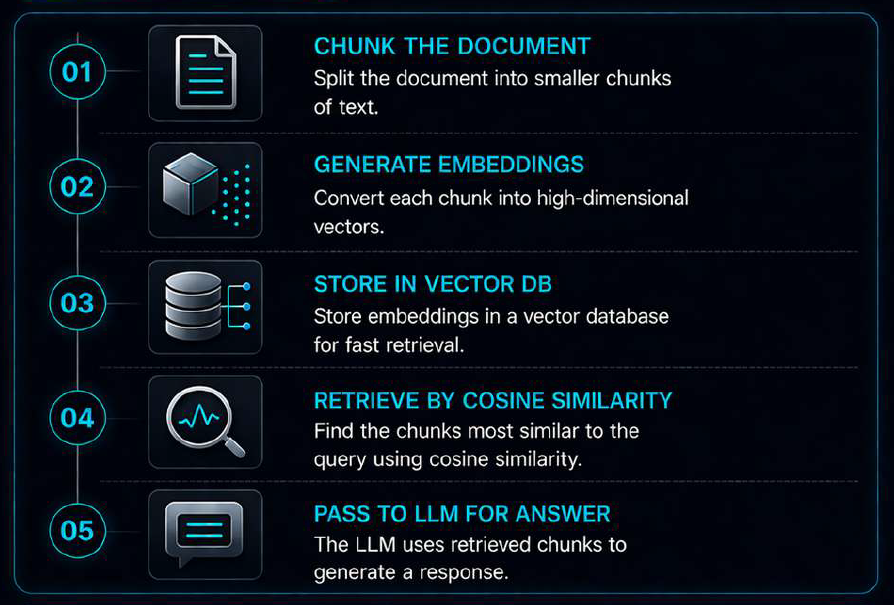 01
CHUNK THE DOCUMENT
Split the document into smaller chunks
of text.
02
GENERATE EMBEDDINGS
Convert each chunk into high-dimensional
vectors.
03
STORE IN VECTOR DB
Store embeddings in a vector database
for fast retrieval.
04
RETRIEVE BY COSINE SIMILARITY
Find the chunks most similar to the
query using cosine similarity.
05
PASS TO LLM FOR ANSWER
The LLM uses retrieved chunks to
generate a response.